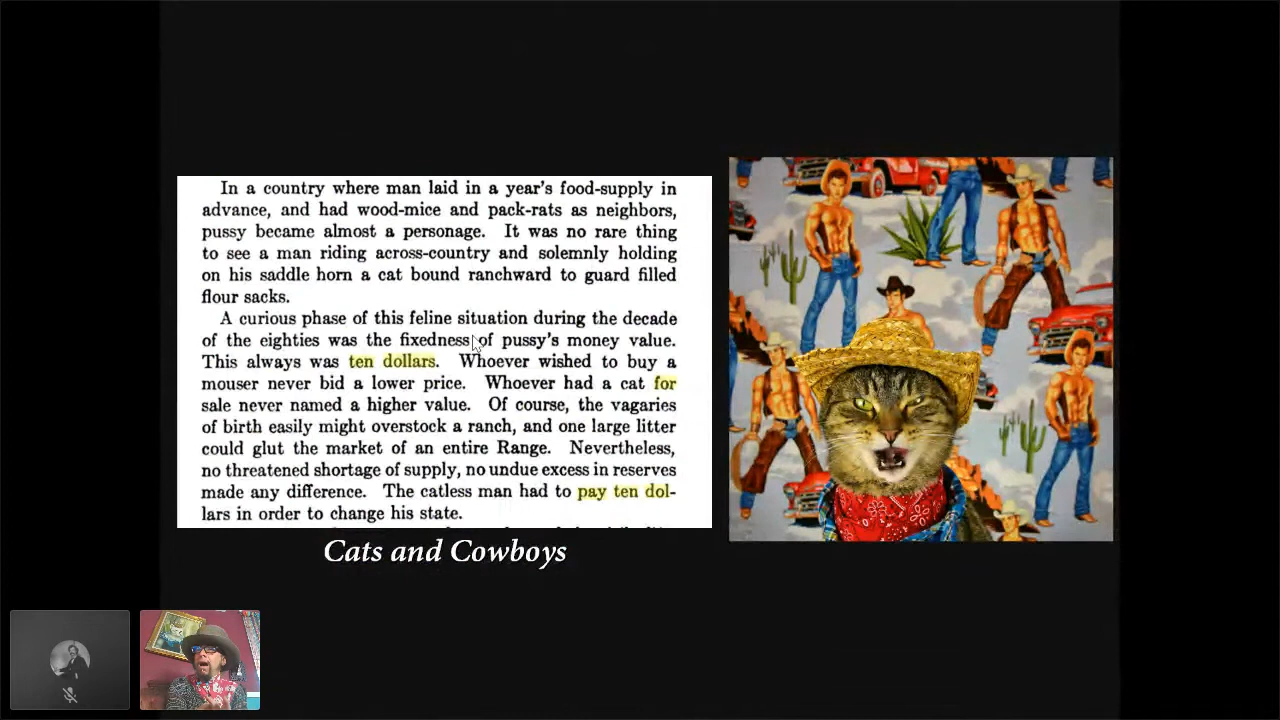 In a country where man laid in a year's food-supply in
advance, and had wood-mice and pack-rats as neighbors,
pussy became almost a personage. It was no rare thing
to see a man riding across-country and solemnly holding
on his saddle horn a cat bound ranchward to guard filled
flour sacks.
A curious phase of this feline situation during the decade
of the eighties was the fixedness of pussy's money value.
This always was ten dollars. Whoever wished to buy a
mouser never bid a lower price. Whoever had a cat for
sale never named a higher value. Of course, the vagaries
of birth easily might overstock a ranch, and one large litter
could glut the market of an entire Range. Nevertheless,
no threatened shortage of supply, no undue excess in reserves
made any difference. The catless man had to pay ten dol-
lars in order to change his state.
Cats and Cowboys